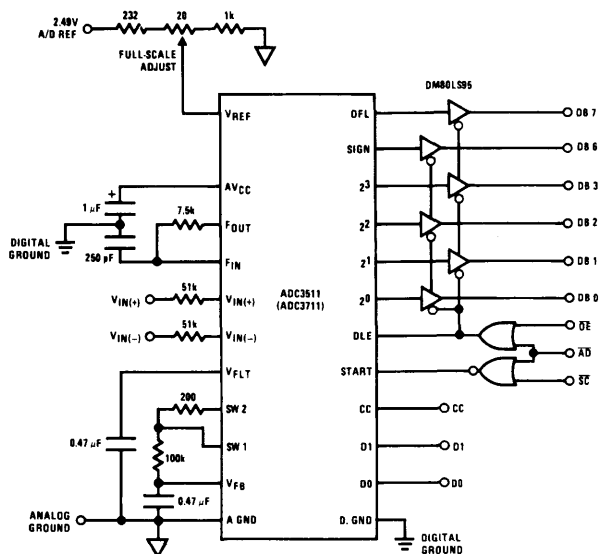 2.49V
A/D REF
232
20
1k
FULL-SCALE
ADJUST
DM80LS95
VREF
OFL
DB 7
SIGN
DB 6
AVCC
2³
DB 3
+
1 μF
7.5k
FOUT
2²
DB 2
DIGITAL
GROUND
250 pF
FIN
2¹
DB 1
ADC3511
(ADC3711)
VIN(+)
51k
VIN(+)
2⁰
DB 0
VIN(−)
51k
VIN(−)
DLE
O̅E̅
A̅D̅
VFLT
START
S̅C̅
200
SW 2
CC
CC
0.47 μF
SW 1
D1
D1
100k
VFB
D0
D0
0.47 μF
ANALOG
GROUND
A GND
D. GND
DIGITAL
GROUND